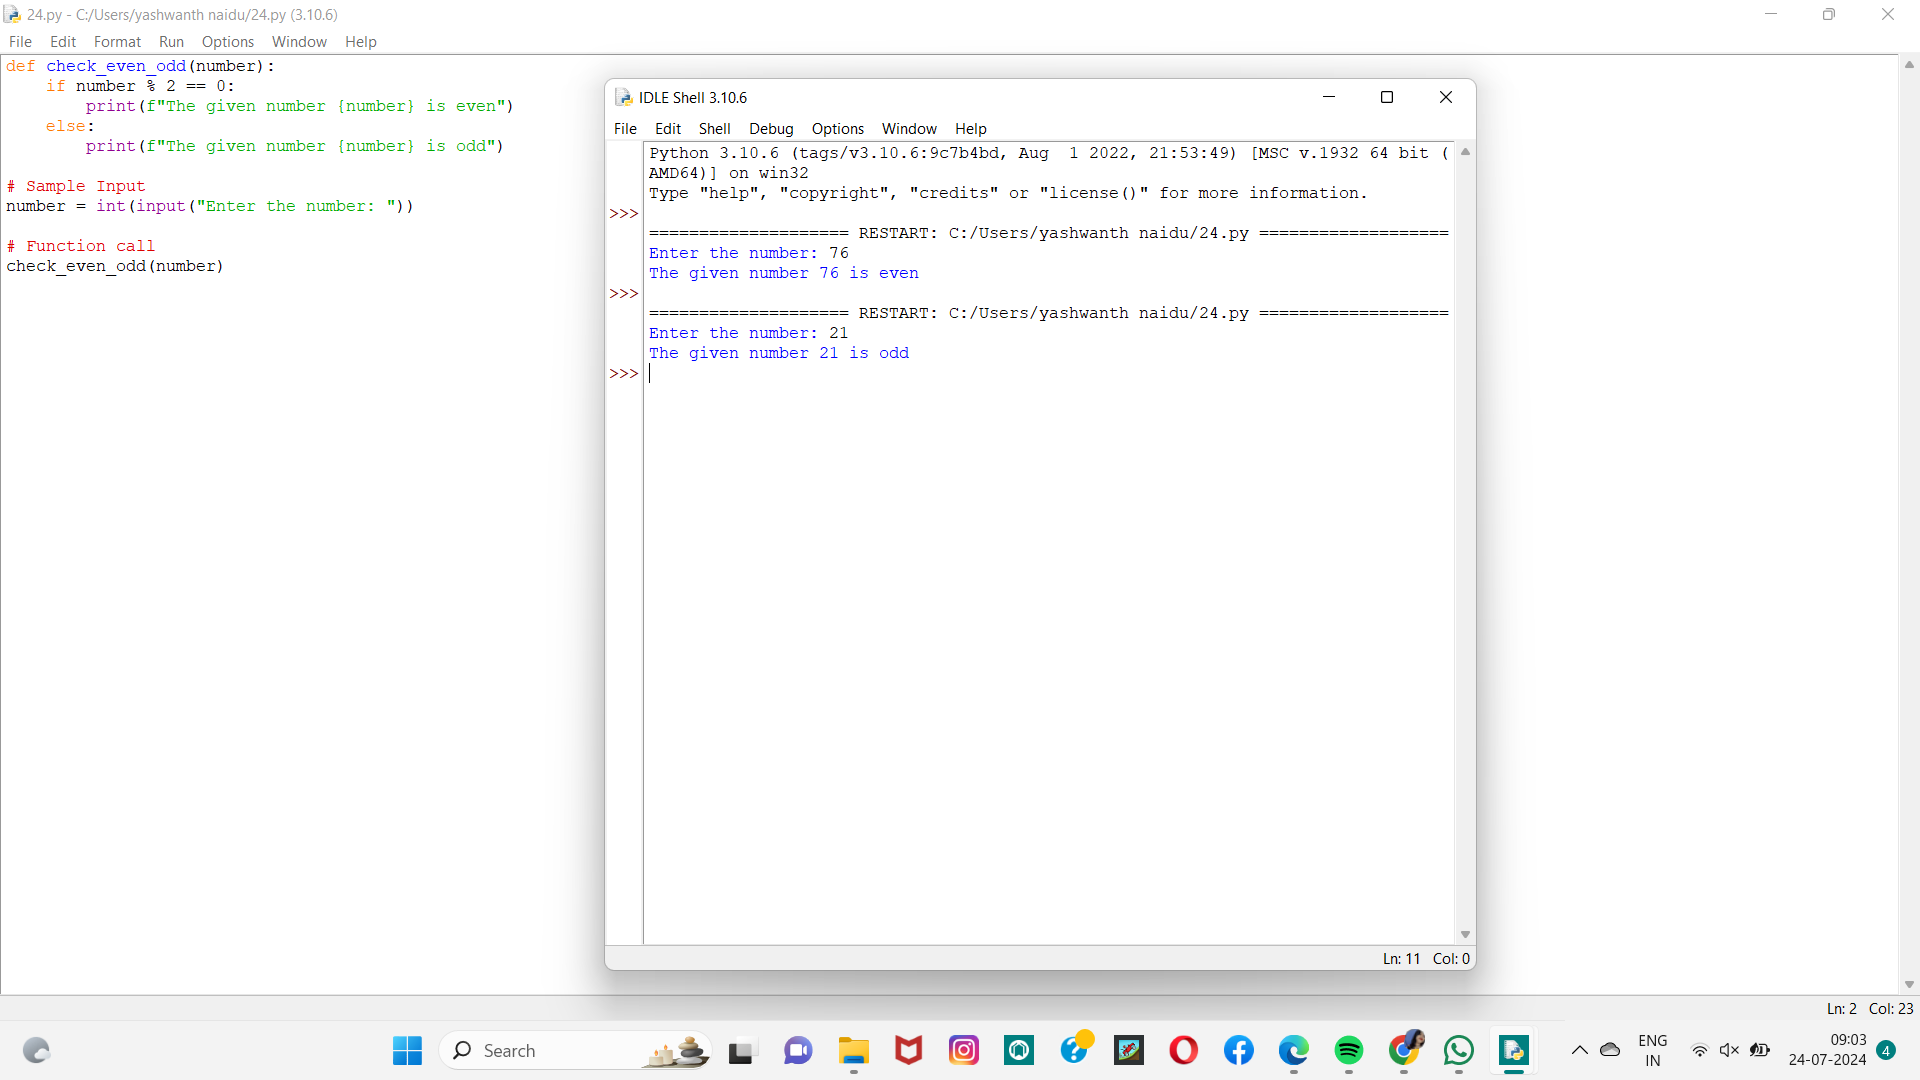 24.py - C:/Users/yashwanth naidu/24.py (3.10.6)
File Edit Format Run Options Window Help
def check_even_odd(number):
    if number % 2 == 0:
        print(f"The given number {number} is even")
    else:
        print(f"The given number {number} is odd")

# Sample Input
number = int(input("Enter the number: "))

# Function call
check_even_odd(number)
IDLE Shell 3.10.6
File Edit Shell Debug Options Window Help
Python 3.10.6 (tags/v3.10.6:9c7b4bd, Aug  1 2022, 21:53:49) [MSC v.1932 64 bit (
AMD64)] on win32
Type "help", "copyright", "credits" or "license()" for more information.
>>>
==================== RESTART: C:/Users/yashwanth naidu/24.py ===================
Enter the number: 76
The given number 76 is even
>>>
==================== RESTART: C:/Users/yashwanth naidu/24.py ===================
Enter the number: 21
The given number 21 is odd
>>>
Ln: 11 Col: 0
Ln: 2 Col: 23
Search
ENG
IN
09:03
24-07-2024
4